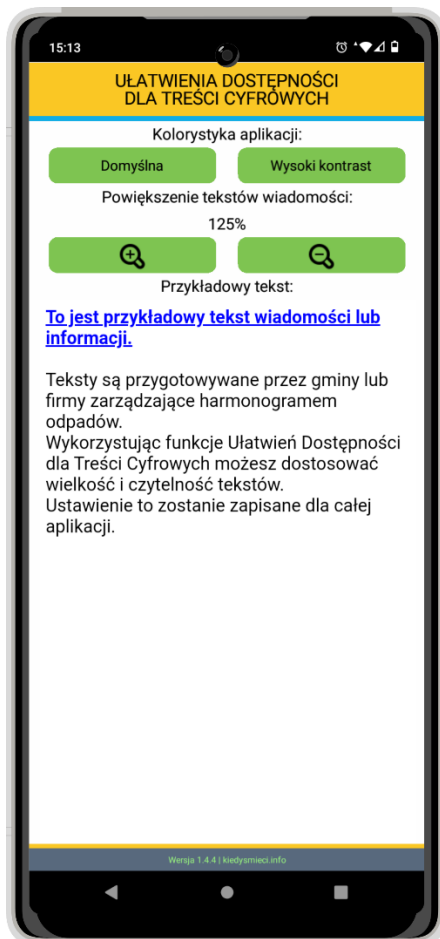 15:13
UŁATWIENIA DOSTĘPNOŚCI
DLA TREŚCI CYFROWYCH
Kolorystyka aplikacji:
Domyślna
Wysoki kontrast
Powiększenie tekstów wiadomości:
125%
Przykładowy tekst:
To jest przykładowy tekst wiadomości lub
informacji.
Teksty są przygotowywane przez gminy lub
firmy zarządzające harmonogramem
odpadów.
Wykorzystując funkcje Ułatwień Dostępności
dla Treści Cyfrowych możesz dostosować
wielkość i czytelność tekstów.
Ustawienie to zostanie zapisane dla całej
aplikacji.
Wersja 1.4.4 | kiedysmieci.info